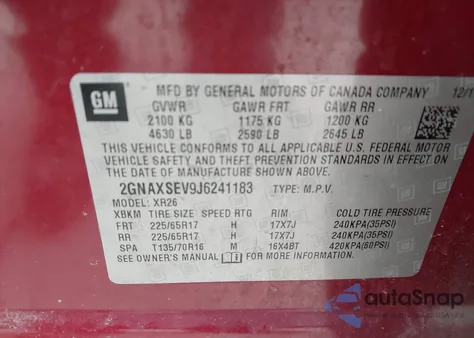 GM
MFD BY GENERAL MOTORS OF CANADA COMPANY 12/1
GVWR GAWR FRT GAWR RR
2100 KG 1175 KG 1200 KG
4630 LB 2590 LB 2645 LB
THIS VEHICLE CONFORMS TO ALL APPLICABLE U.S. FEDERAL MOTOR
VEHICLE SAFETY AND THEFT PREVENTION STANDARDS IN EFFECT ON
THE DATE OF MANUFACTURE SHOWN ABOVE.
2GNAXSEV9J6241183 TYPE: M.P.V.
MODEL: XR26
XBKM TIRE SIZE SPEED RTG RIM COLD TIRE PRESSURE
FRT 225/65R17 H 17X7J 240KPA(35PSI)
RR 225/65R17 H 17X7J 240KPA(35PSI)
SPA T135/70R16 M 16X4BT 420KPA(60PSI)
SEE OWNER'S MANUAL FOR MORE INFORMATION.
autoSnap